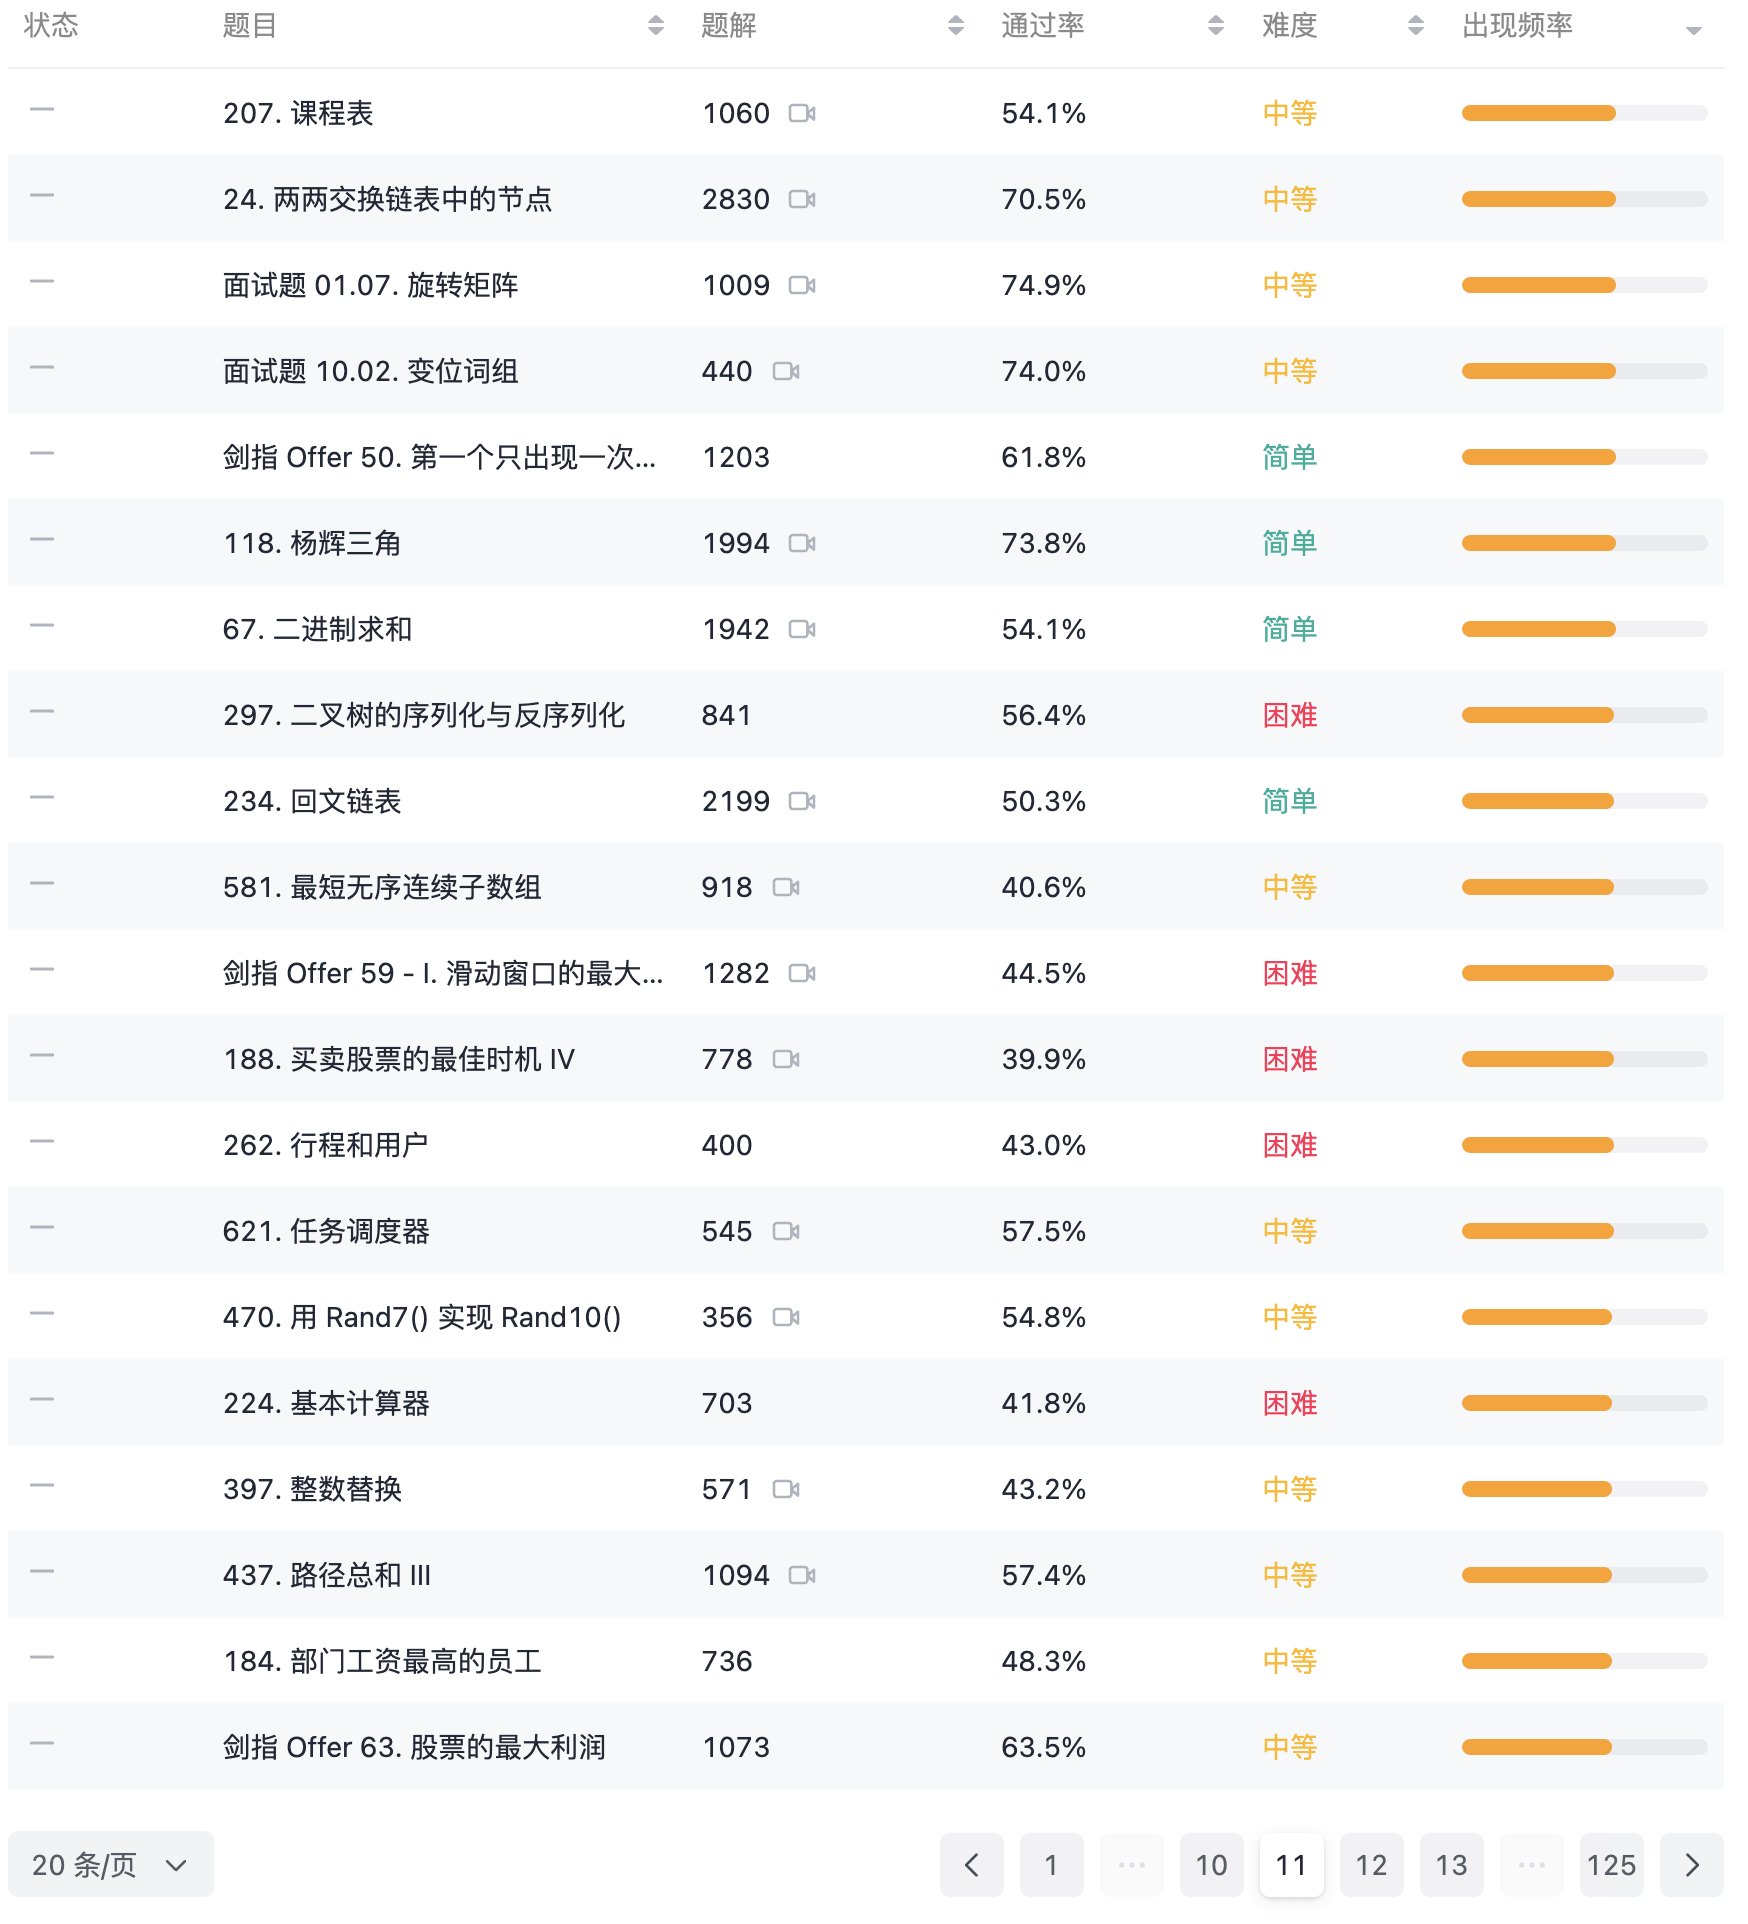 状态 题目 题解 通过率 难度 出现频率
207. 课程表 1060 54.1% 中等
24. 两两交换链表中的节点 2830 70.5% 中等
面试题 01.07. 旋转矩阵 1009 74.9% 中等
面试题 10.02. 变位词组 440 74.0% 中等
剑指 Offer 50. 第一个只出现一次... 1203 61.8% 简单
118. 杨辉三角 1994 73.8% 简单
67. 二进制求和 1942 54.1% 简单
297. 二叉树的序列化与反序列化 841 56.4% 困难
234. 回文链表 2199 50.3% 简单
581. 最短无序连续子数组 918 40.6% 中等
剑指 Offer 59 - I. 滑动窗口的最大... 1282 44.5% 困难
188. 买卖股票的最佳时机 IV 778 39.9% 困难
262. 行程和用户 400 43.0% 困难
621. 任务调度器 545 57.5% 中等
470. 用 Rand7() 实现 Rand10() 356 54.8% 中等
224. 基本计算器 703 41.8% 困难
397. 整数替换 571 43.2% 中等
437. 路径总和 III 1094 57.4% 中等
184. 部门工资最高的员工 736 48.3% 中等
剑指 Offer 63. 股票的最大利润 1073 63.5% 中等
20 条/页 1 ... 10 11 12 13 ... 125